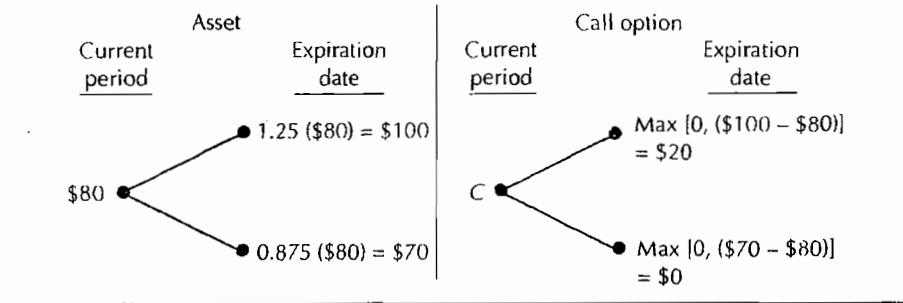 Asset
Current period
Expiration date
$80
1.25 ($80) = $100
0.875 ($80) = $70
Call option
Current period
Expiration date
C
Max [0, ($100 – $80)]
= $20
Max [0, ($70 – $80)]
= $0